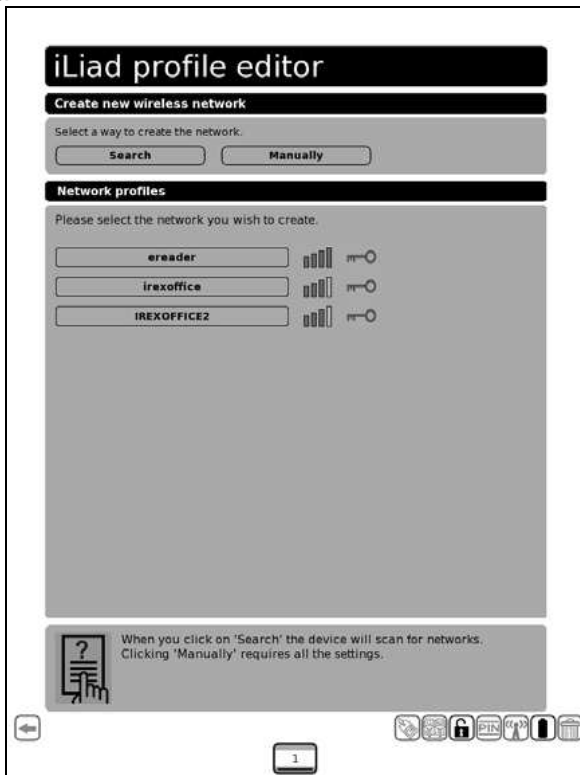 iLiad profile editor
Create new wireless network
Select a way to create the network.
Search Manually
Network profiles
Please select the network you wish to create.
ereader
irexoffice
IREXOFFICE2
When you click on 'Search' the device will scan for networks.
Clicking 'Manually' requires all the settings.
PIN
1